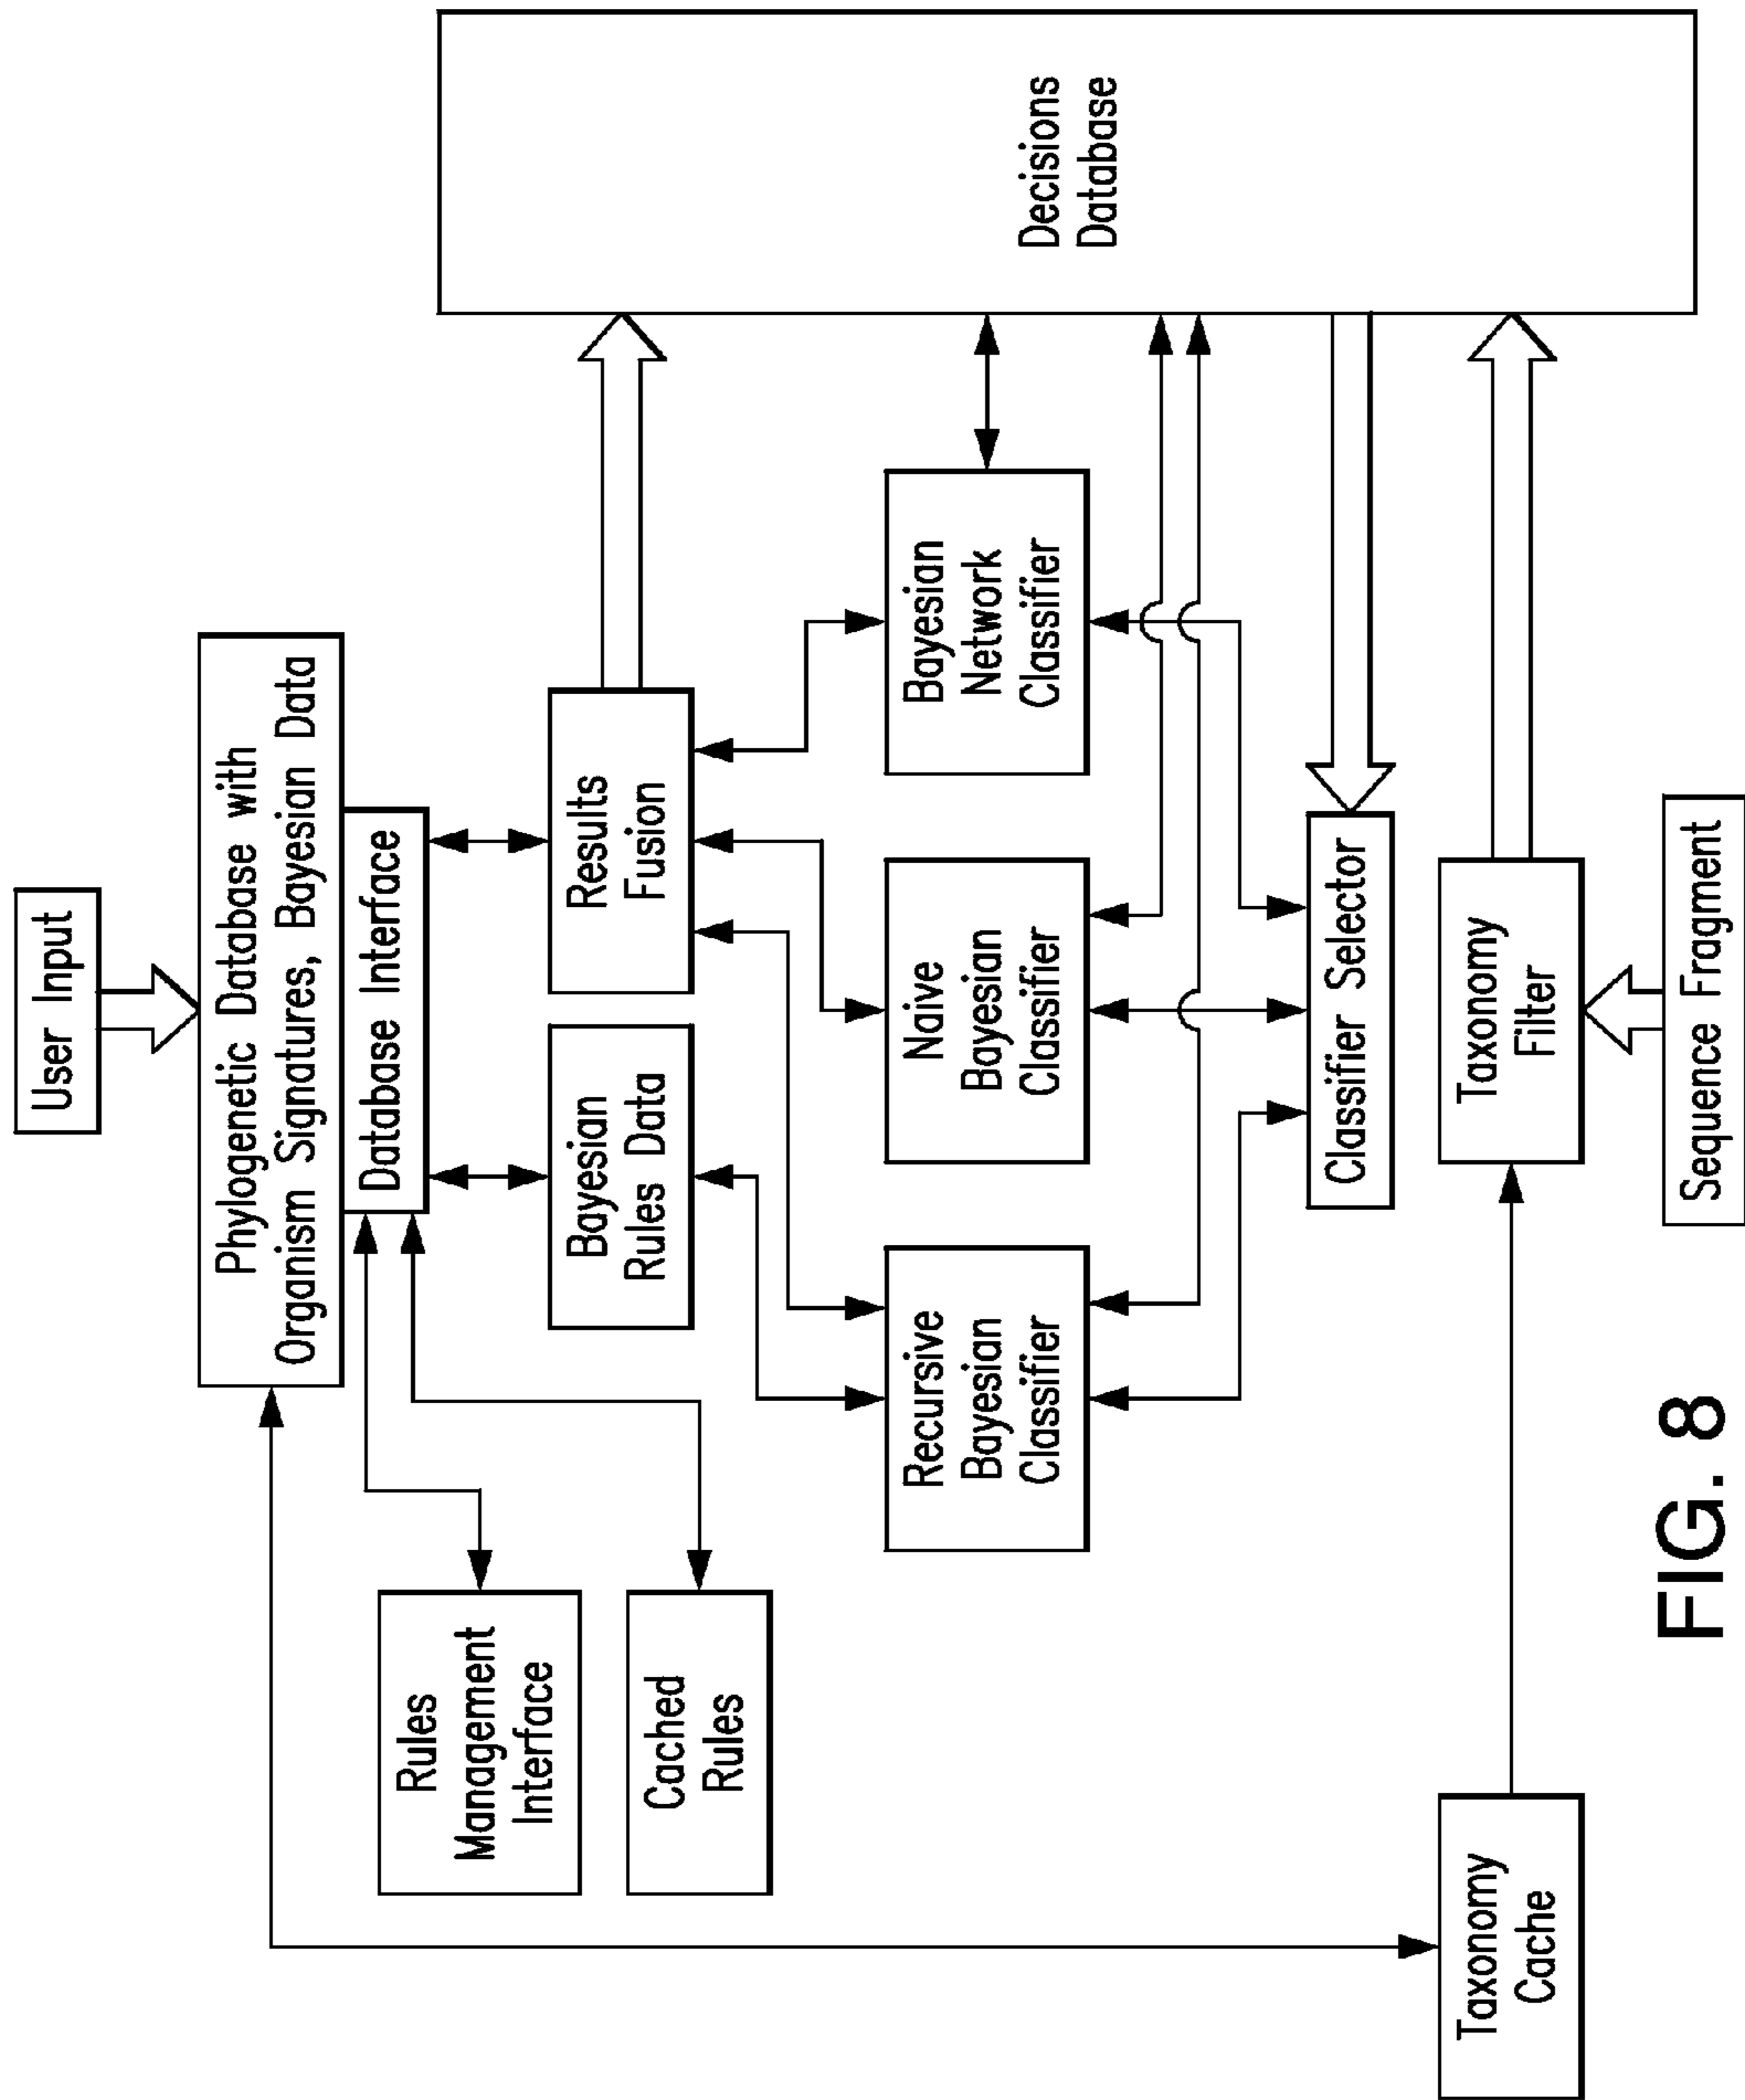 User Input
Phylogenetic Database with
Organism Signatures, Bayesian Data
Database Interface
Rules
Management
Interface
Cached
Rules
Bayesian
Rules Data
Results
Fusion
Recursive
Bayesian
Classifier
Naive
Bayesian
Classifier
Bayesian
Network
Classifier
Decisions
Database
Classifier Selector
Taxonomy
Cache
Taxonomy
Filter
Sequence Fragment
FIG. 8